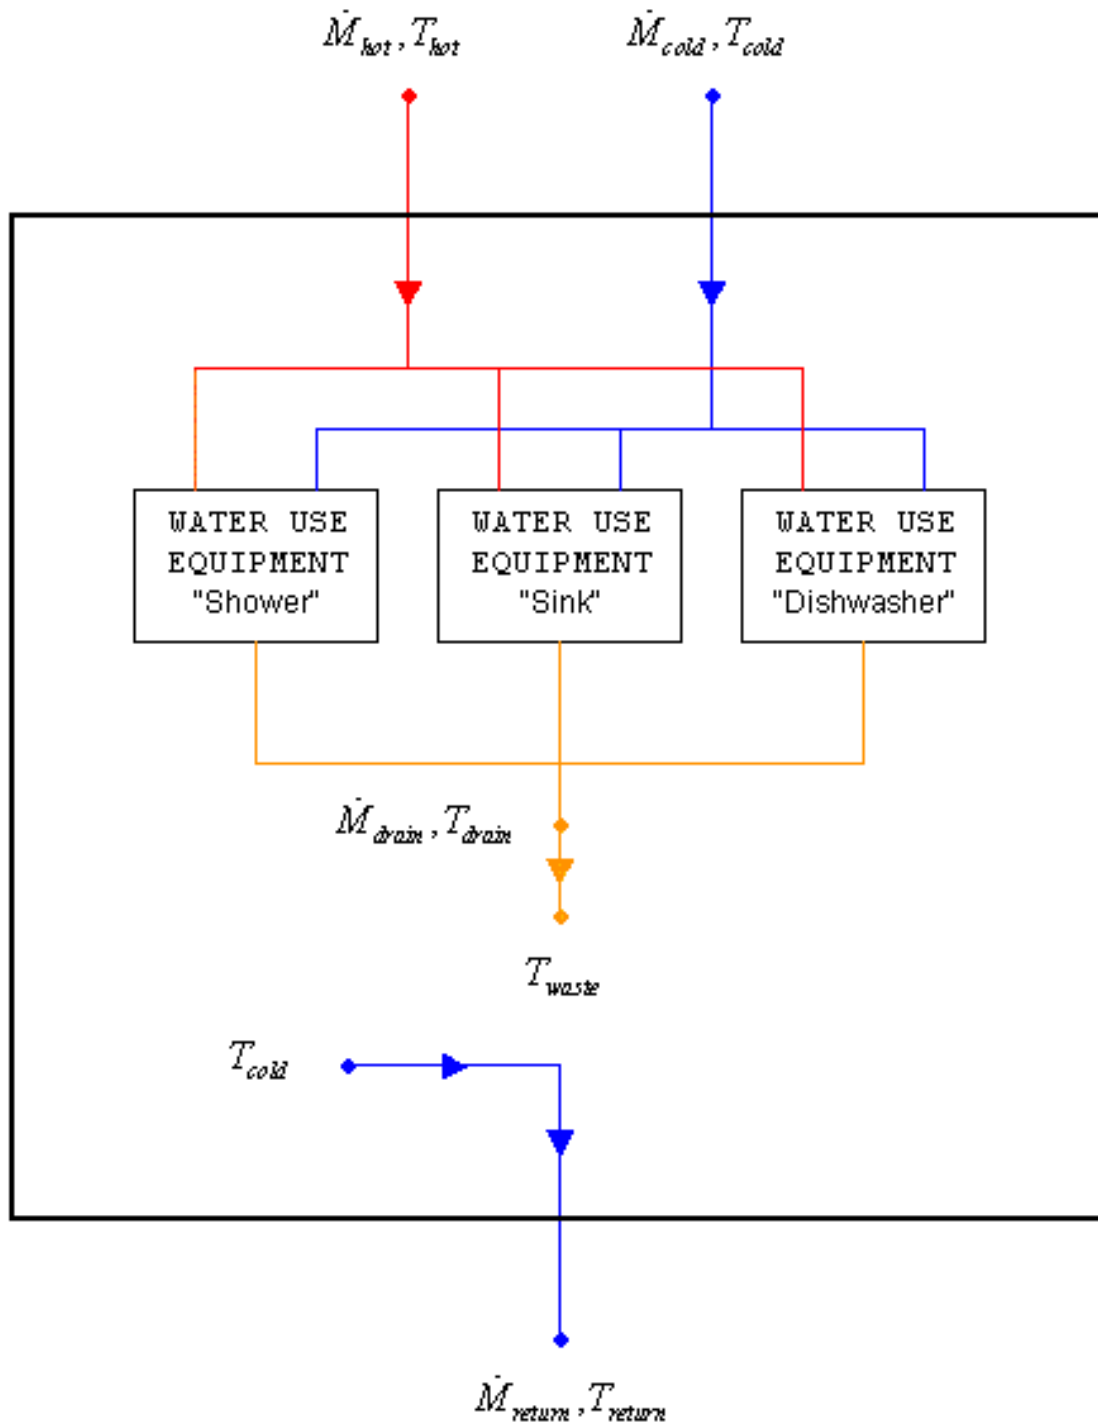 Ṁhot, Thot
Ṁcold, Tcold
WATER USE
EQUIPMENT
"Shower"
WATER USE
EQUIPMENT
"Sink"
WATER USE
EQUIPMENT
"Dishwasher"
Ṁdrain, Tdrain
Twaste
Tcold
Ṁreturn, Treturn